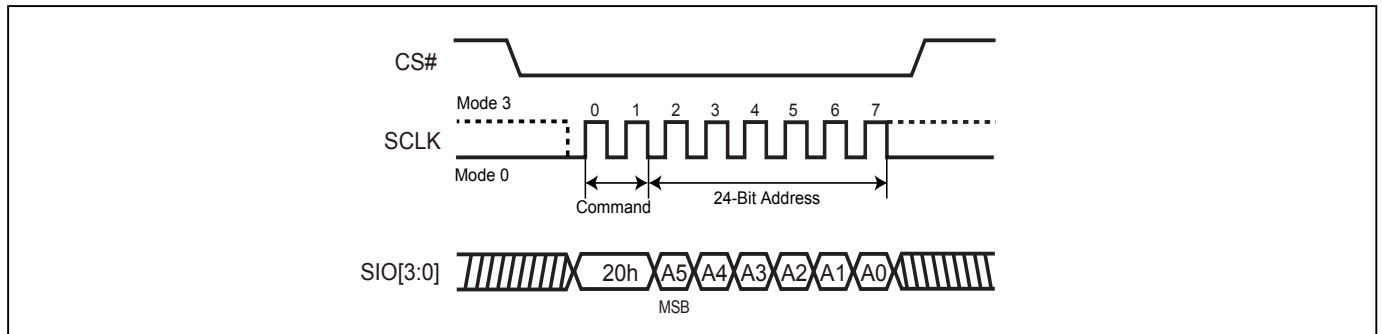 CS#
Mode 3
0 1 2 3 4 5 6 7
SCLK
Mode 0
Command
24-Bit Address
SIO[3:0]
20h A5 A4 A3 A2 A1 A0
MSB